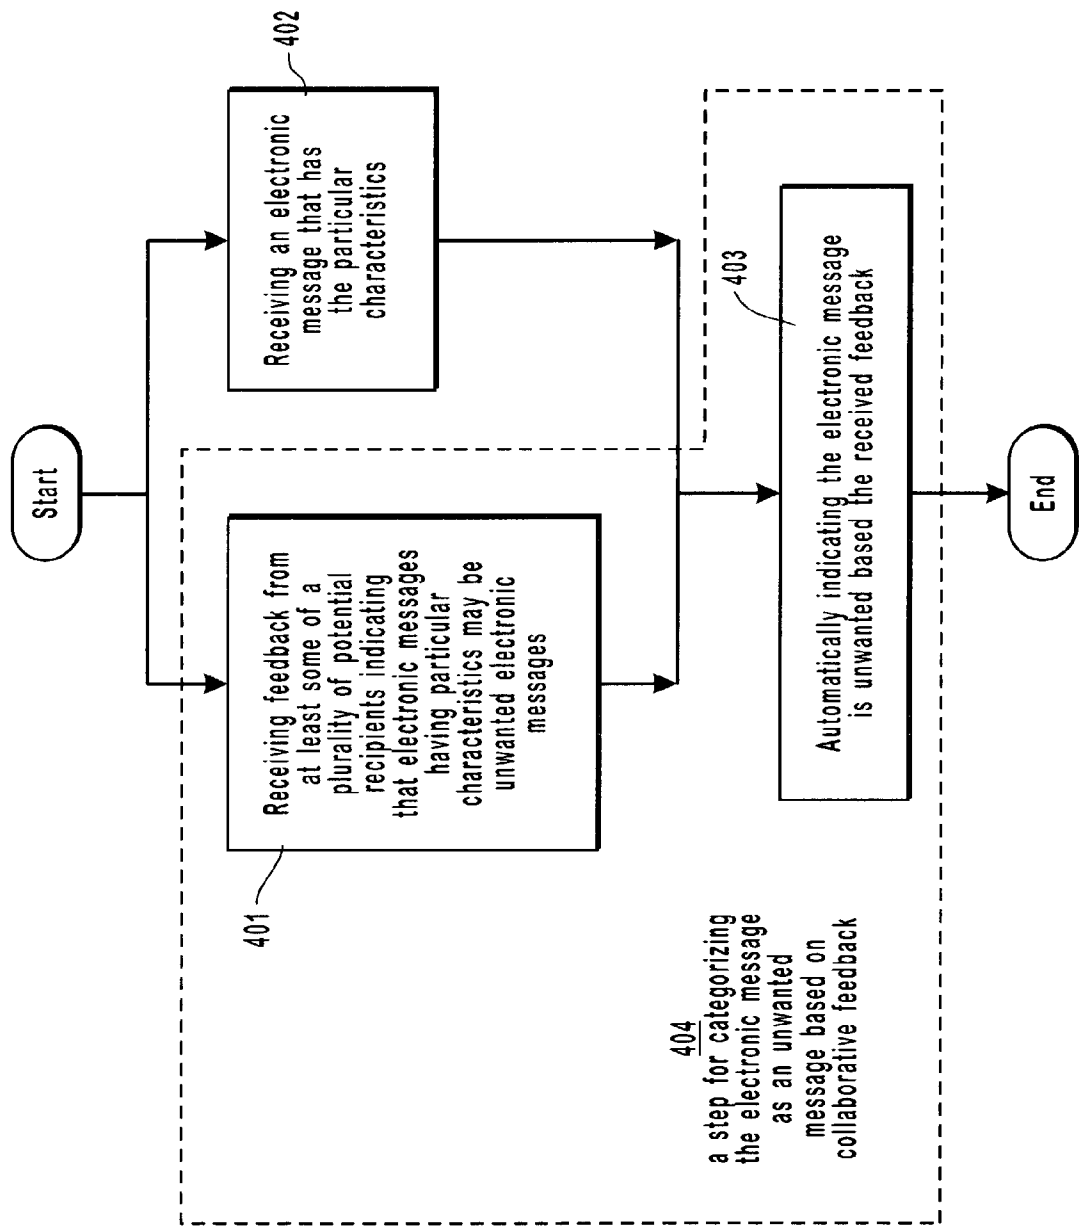 Start
401
Receiving feedback from
at least some of a
plurality of potential
recipients indicating
that electronic messages
having particular
characteristics may be
unwanted electronic
messages
402
Receiving an electronic
message that has
the particular
characteristics
403
Automatically indicating the electronic message
is unwanted based the received feedback
404
a step for categorizing
the electronic message
as an unwanted
message based on
collaborative feedback
End